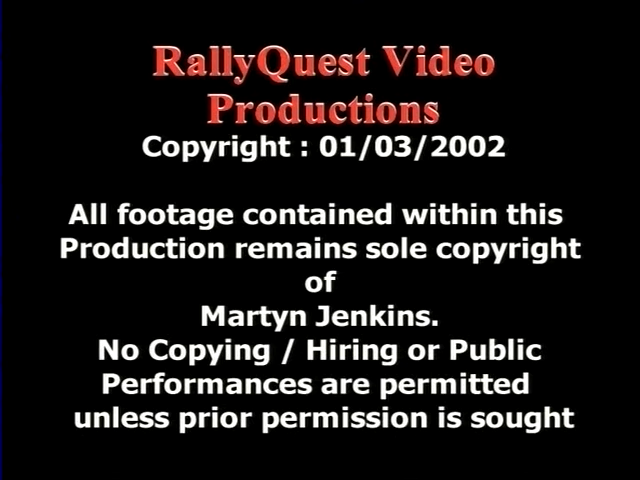 RallyQuest Video
Productions
Copyright : 01/03/2002
All footage contained within this
Production remains sole copyright
of
Martyn Jenkins.
No Copying / Hiring or Public
Performances are permitted
unless prior permission is sought